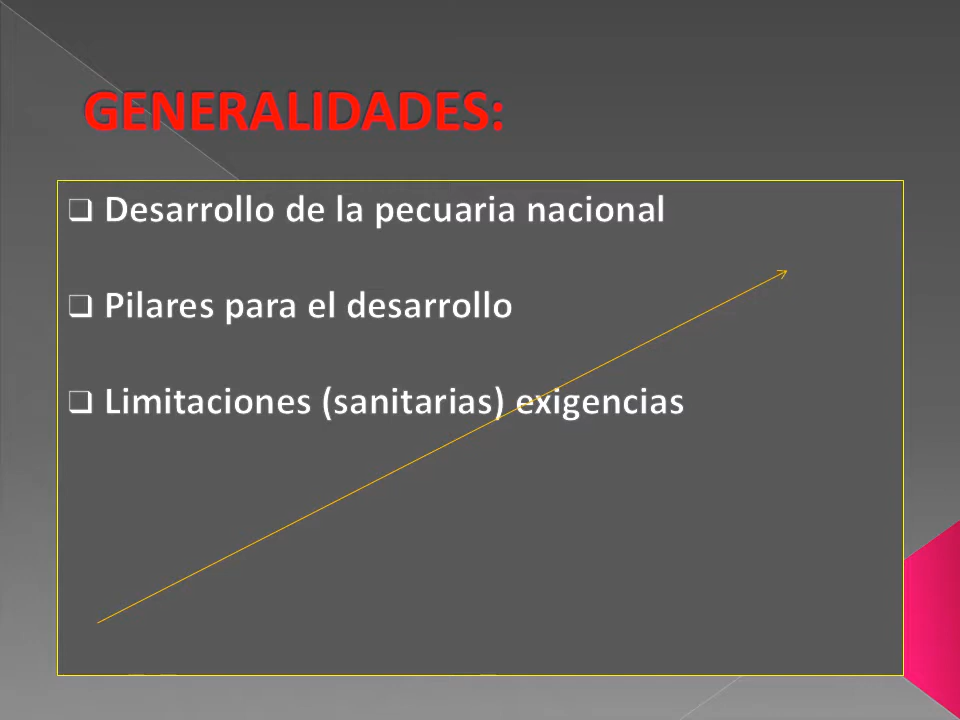 GENERALIDADES:
❑ Desarrollo de la pecuaria nacional
❑ Pilares para el desarrollo
❑ Limitaciones (sanitarias) exigencias